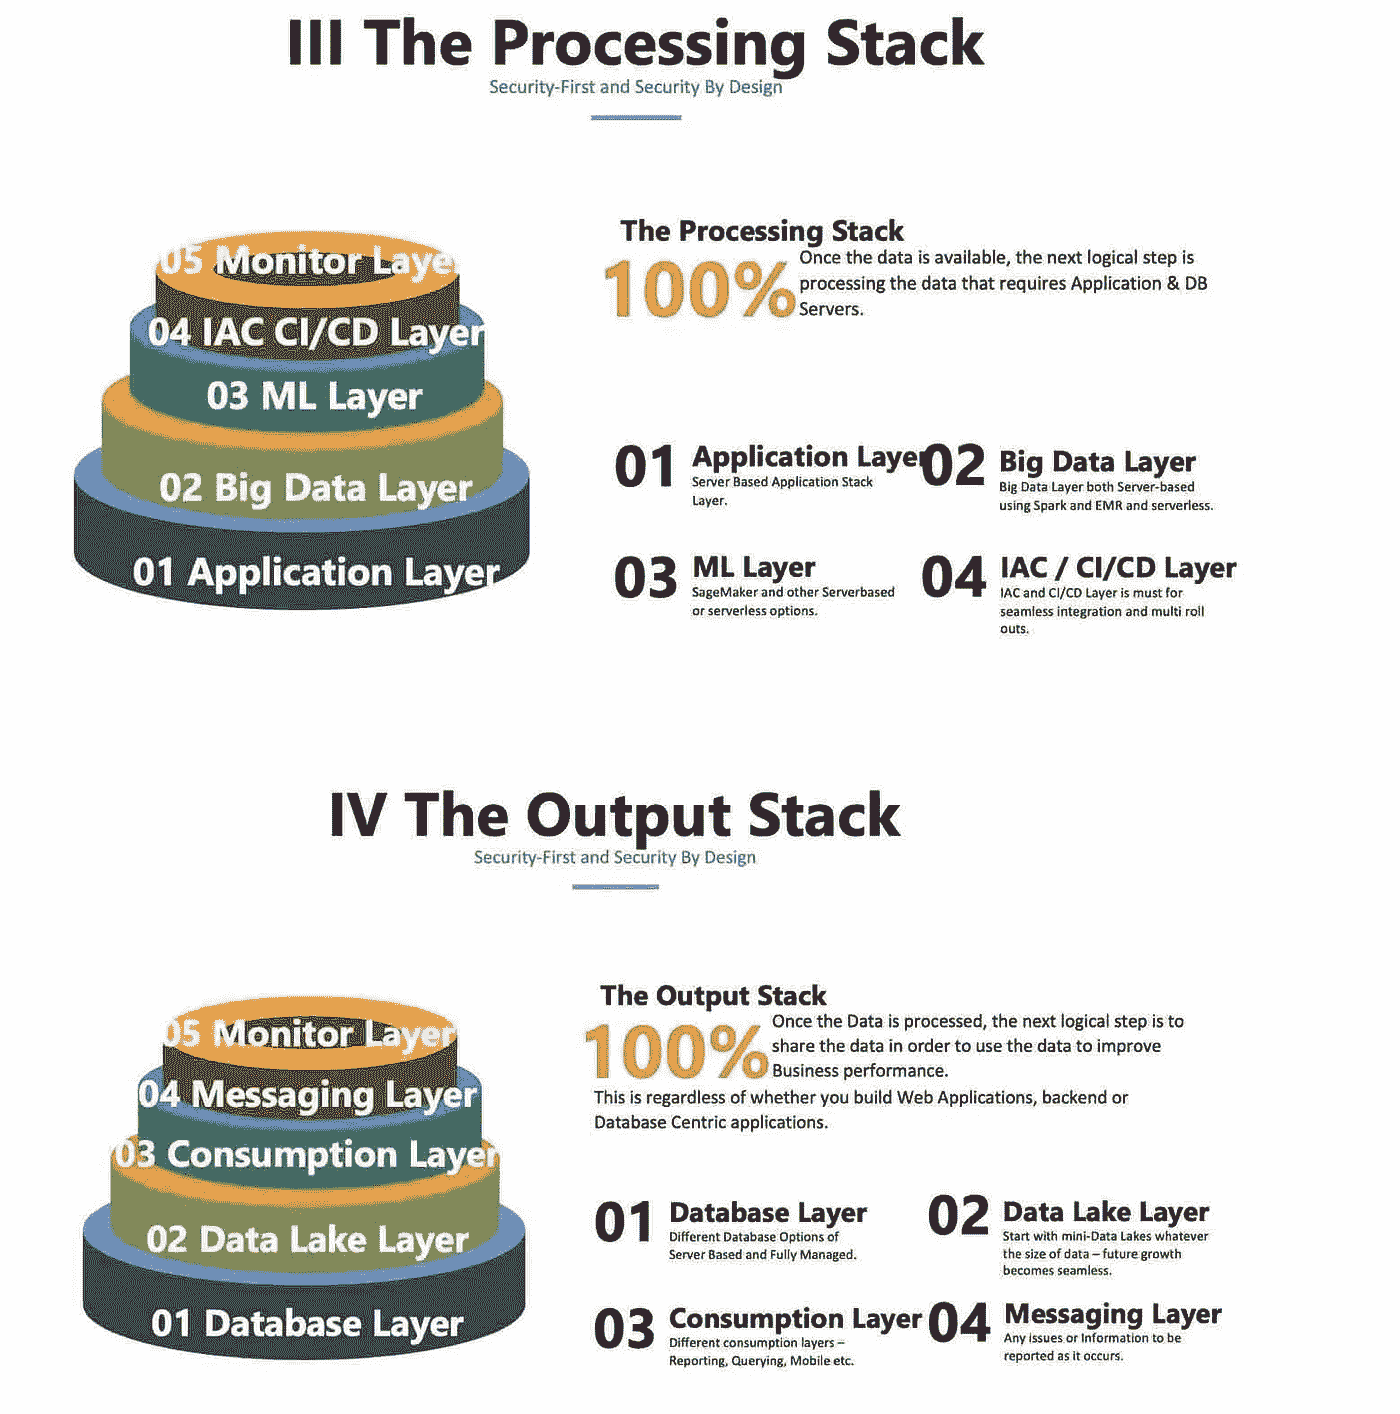 III The Processing Stack
Security-First and Security By Design
05 Monitor Laye
04 IAC CI/CD Layer
03 ML Layer
02 Big Data Layer
01 Application Layer
The Processing Stack
100%
Once the data is available, the next logical step is
processing the data that requires Application & DB
Servers.
01 Application Layer
Server Based Application Stack
Layer.
02 Big Data Layer
Big Data Layer both Server-based
using Spark and EMR and serverless.
03 ML Layer
SageMaker and other Serverbased
or serverless options.
04 IAC / CI/CD Layer
IAC and CI/CD Layer is must for
seamless integration and multi roll
outs.
IV The Output Stack
Security-First and Security By Design
05 Monitor Layer
04 Messaging Layer
03 Consumption Layer
02 Data Lake Layer
01 Database Layer
The Output Stack
100%
Once the Data is processed, the next logical step is to
share the data in order to use the data to improve
Business performance.
This is regardless of whether you build Web Applications, backend or
Database Centric applications.
01 Database Layer
Different Database Options of
Server Based and Fully Managed.
02 Data Lake Layer
Start with mini-Data Lakes whatever
the size of data – future growth
becomes seamless.
03 Consumption Layer
Different consumption layers –
Reporting, Querying, Mobile etc.
04 Messaging Layer
Any issues or Information to be
reported as it occurs.